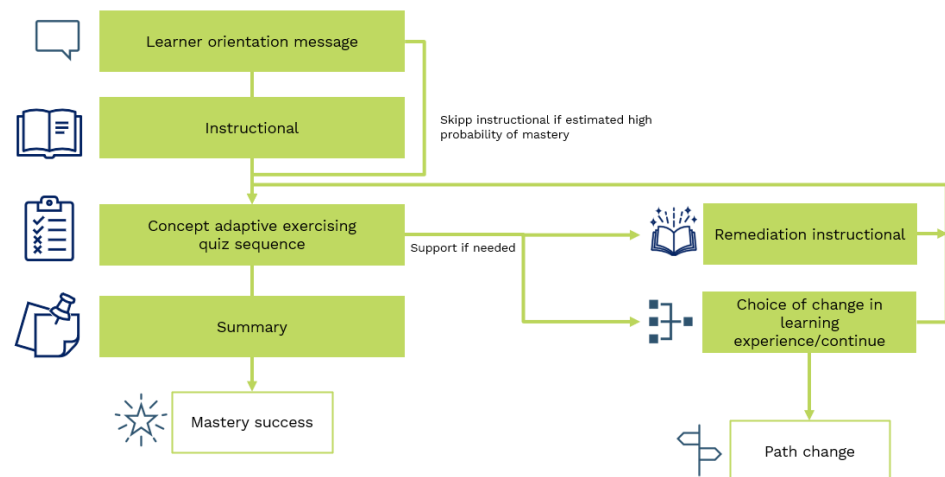 Learner orientation message
Instructional
Skipp instructional if estimated high
probability of mastery
Concept adaptive exercising
quiz sequence
Support if needed
Remediation instructional
Summary
Choice of change in
learning
experience/continue
Mastery success
Path change